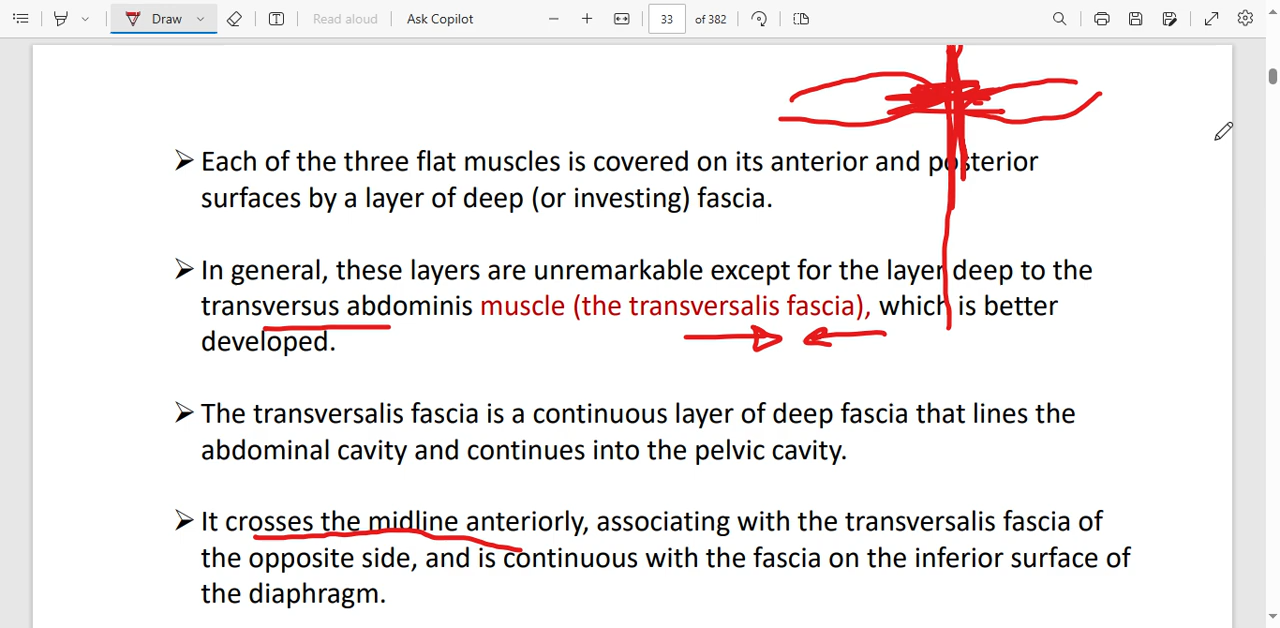 Draw
Read aloud
Ask Copilot
33 of 382
➢ Each of the three flat muscles is covered on its anterior and posterior
surfaces by a layer of deep (or investing) fascia.
➢ In general, these layers are unremarkable except for the layer deep to the
transversus abdominis muscle (the transversalis fascia), which is better
developed.
➢ The transversalis fascia is a continuous layer of deep fascia that lines the
abdominal cavity and continues into the pelvic cavity.
➢ It crosses the midline anteriorly, associating with the transversalis fascia of
the opposite side, and is continuous with the fascia on the inferior surface of
the diaphragm.